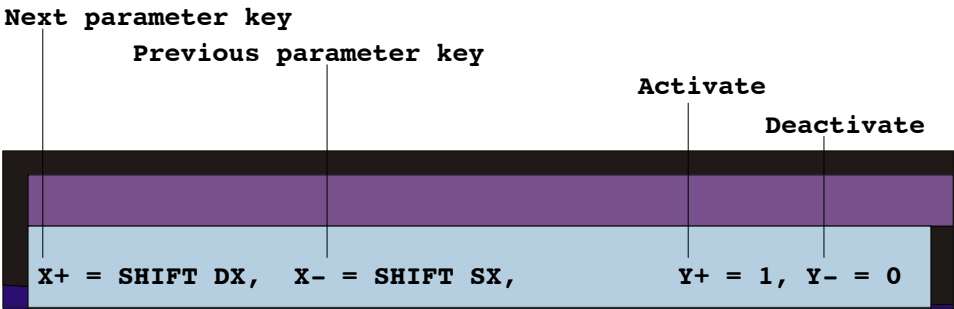 Next parameter key
Previous parameter key
Activate
Deactivate
X+ = SHIFT DX, X- = SHIFT SX, Y+ = 1, Y- = 0